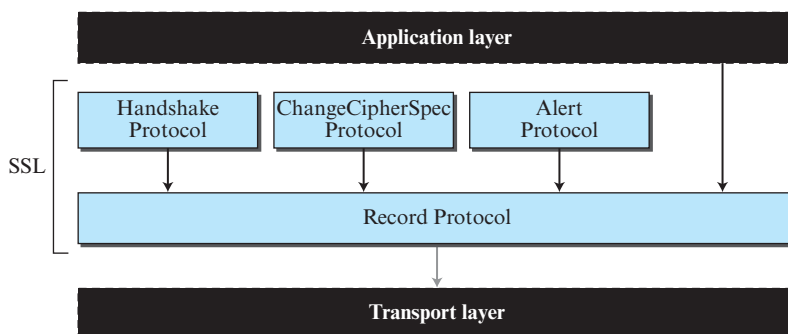 Application layer
Handshake
Protocol
ChangeCipherSpec
Protocol
Alert
Protocol
SSL
Record Protocol
Transport layer